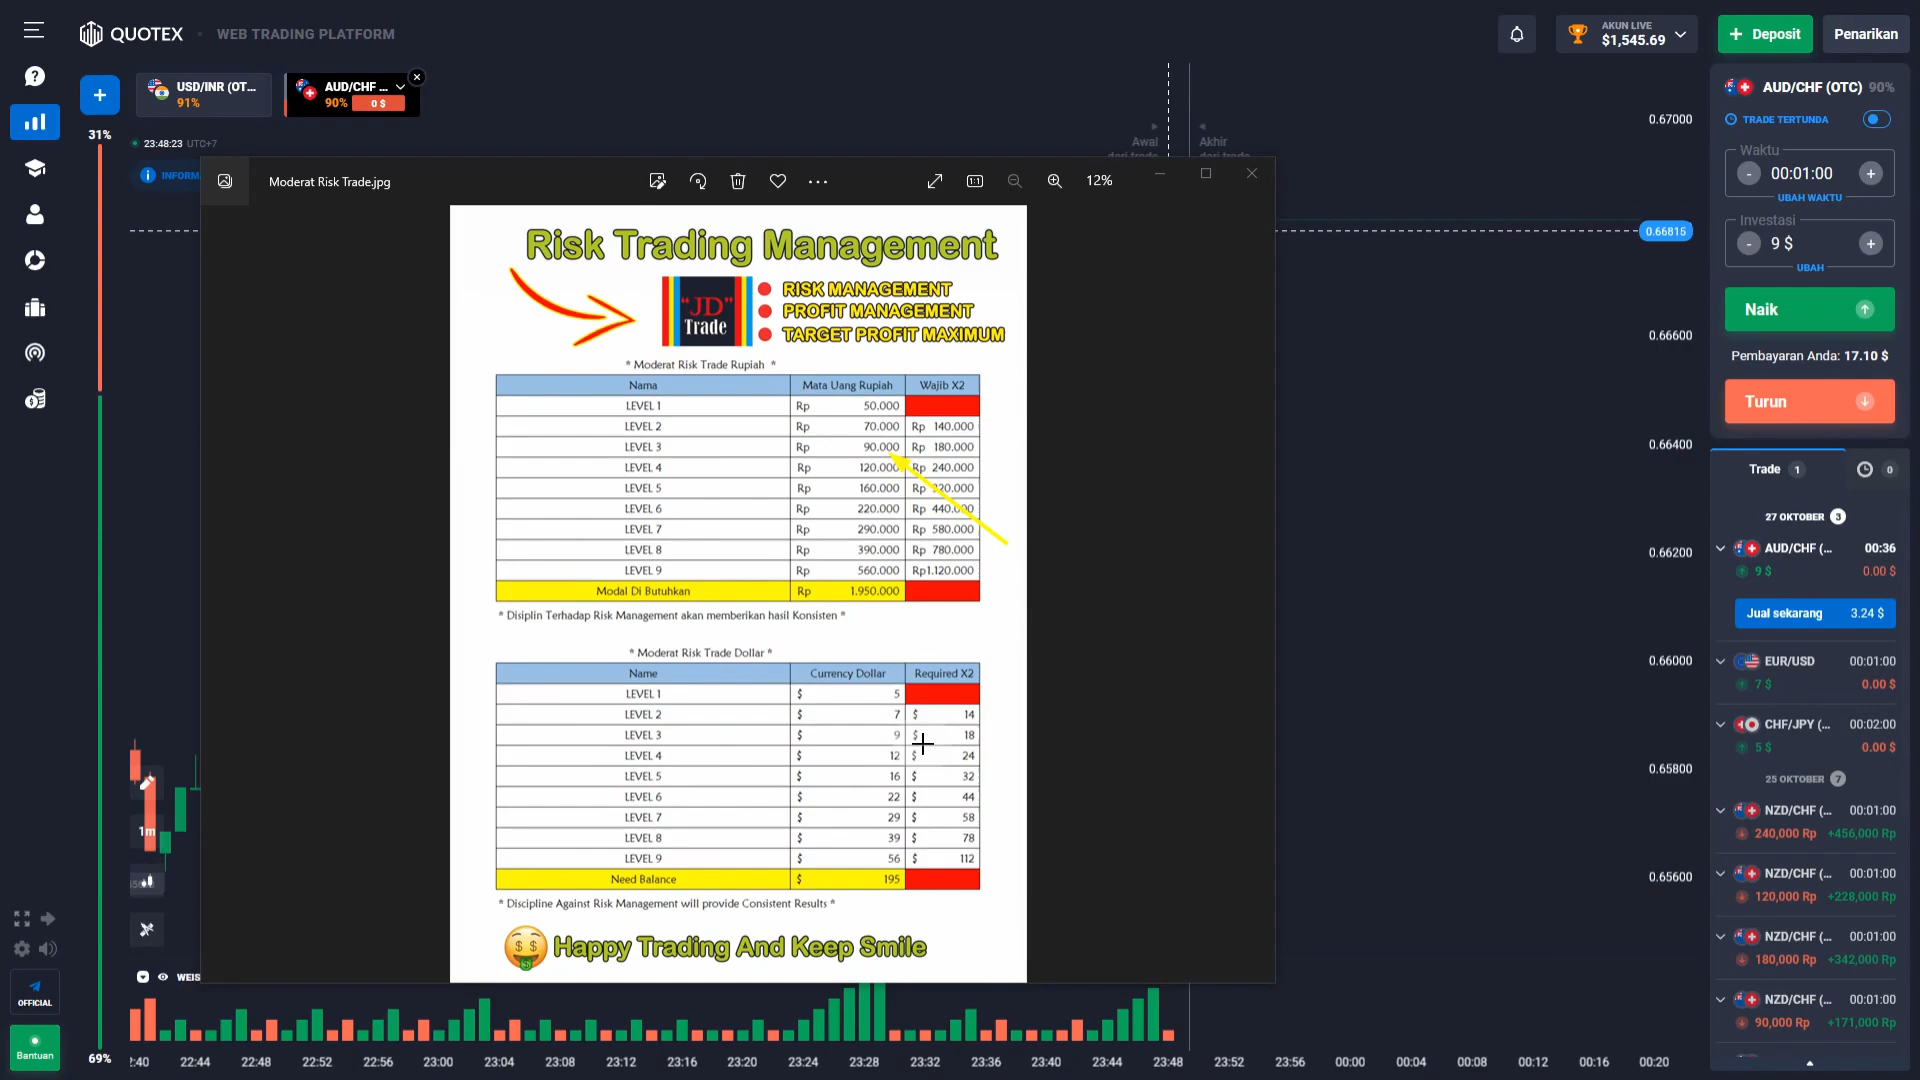 QUOTEX
WEB TRADING PLATFORM
AKUN LIVE
$1,545.69
Deposit
Penarikan
USD/INR (OT...
91%
AUD/CHF ...
90%
0 $
31%
23:48:23 UTC+7
Awal
Akhir
0.67000
0.66815
0.66600
0.66400
0.66200
0.66000
0.65800
0.65600
INFORM
Moderat Risk Trade.jpg
12%
Risk Trading Management
"JD"
Trade
RISK MANAGEMENT
PROFIT MANAGEMENT
TARGET PROFIT MAXIMUM
* Moderat Risk Trade Rupiah *
Nama Mata Uang Rupiah Wajib X2
LEVEL 1 Rp 50.000
LEVEL 2 Rp 70.000 Rp 140.000
LEVEL 3 Rp 90.000 Rp 180.000
LEVEL 4 Rp 120.000 Rp 240.000
LEVEL 5 Rp 160.000 Rp
LEVEL 6 Rp 220.000 Rp 440.000
LEVEL 7 Rp 290.000 Rp 580.000
LEVEL 8 Rp 390.000 Rp 780.000
LEVEL 9 Rp 560.000 Rp1.120.000
Modal Di Butuhkan Rp 1.950.000
* Disiplin Terhadap Risk Management akan memberikan hasil Konsisten *
* Moderat Risk Trade Dollar *
Name Currency Dollar Required X2
LEVEL 1 $ 5
LEVEL 2 $ 7 $ 14
LEVEL 3 $ 9 $ 18
LEVEL 4 $ 12 $ 24
LEVEL 5 $ 16 $ 32
LEVEL 6 $ 22 $ 44
LEVEL 7 $ 29 $ 58
LEVEL 8 $ 39 $ 78
LEVEL 9 $ 56 $ 112
Need Balance $ 195
* Discipline Against Risk Management will provide Consistent Results *
Happy Trading And Keep Smile
1m
WEIS
69%
OFFICIAL
Bantuan
2:40 22:44 22:48 22:52 22:56 23:00 23:04 23:08 23:12 23:16 23:20 23:24 23:28 23:32 23:36 23:40 23:44 23:48 23:52 23:56 00:00 00:04 00:08 00:12 00:16 00:20
AUD/CHF (OTC) 90%
TRADE TERTUNDA
Waktu
- 00:01:00 +
UBAH WAKTU
Investasi
- 9 $ +
UBAH
Naik
Pembayaran Anda: 17.10 $
Turun
Trade 1
0
27 OKTOBER 3
AUD/CHF (... 00:36
9 $ 0.00 $
Jual sekarang 3.24 $
EUR/USD 00:01:00
7 $ 0.00 $
CHF/JPY (... 00:02:00
5 $ 0.00 $
25 OKTOBER 7
NZD/CHF (... 00:01:00
240,000 Rp +456,000 Rp
NZD/CHF (... 00:01:00
120,000 Rp +228,000 Rp
NZD/CHF (... 00:01:00
180,000 Rp +342,000 Rp
NZD/CHF (... 00:01:00
90,000 Rp +171,000 Rp